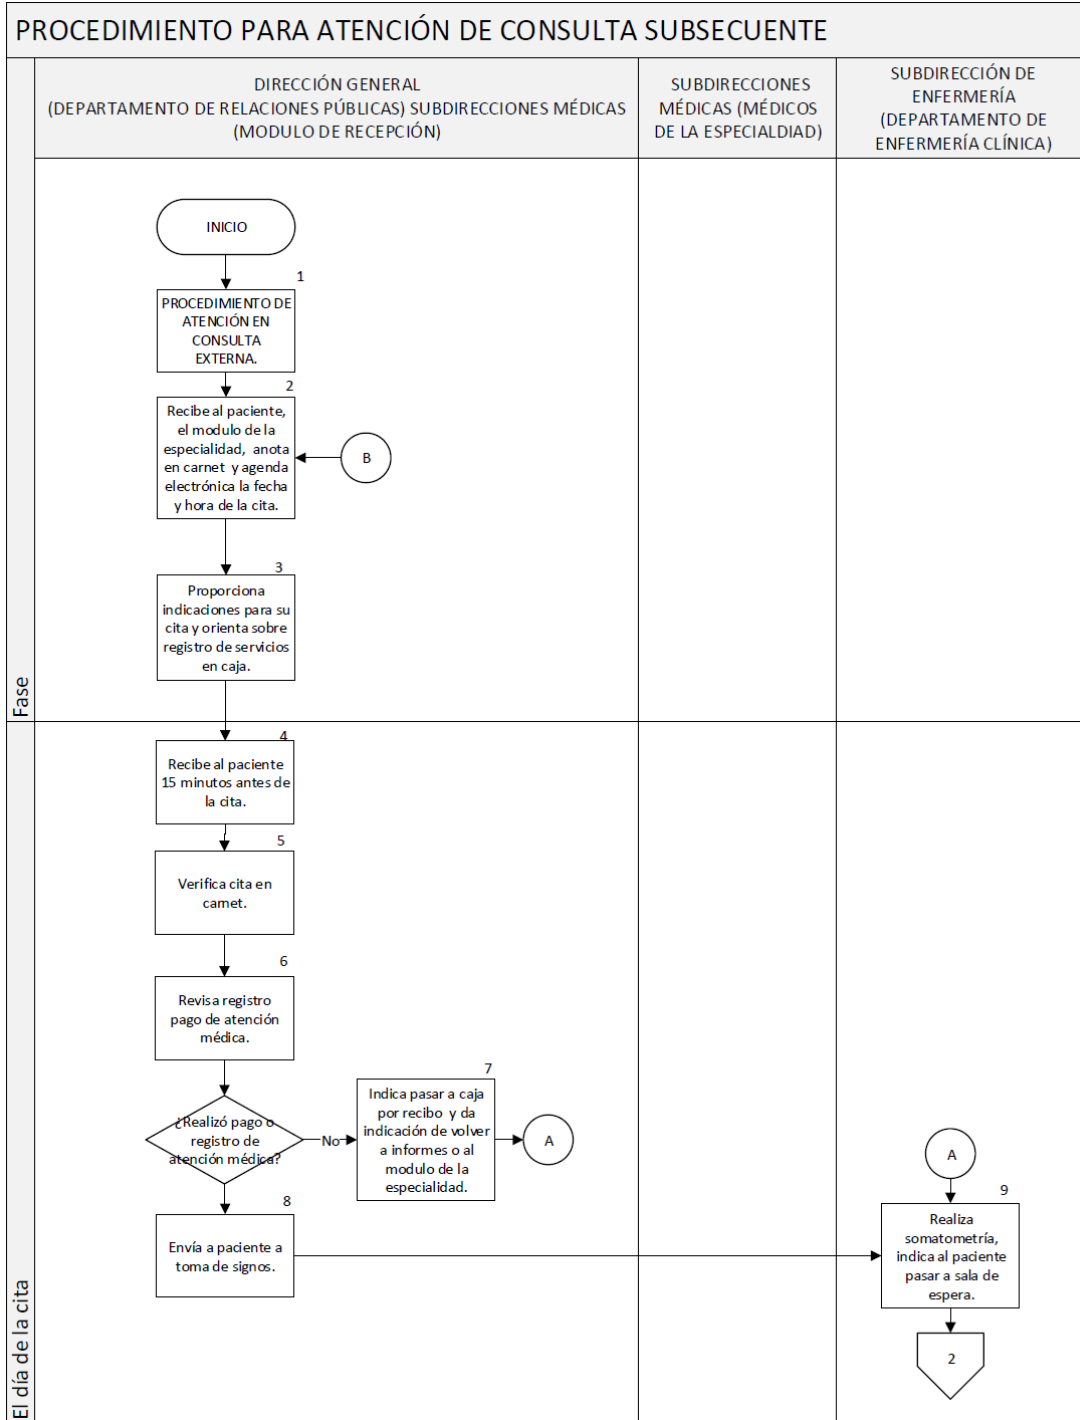 PROCEDIMIENTO PARA ATENCIÓN DE CONSULTA SUBSECUENTE
Fase
DIRECCIÓN GENERAL
(DEPARTAMENTO DE RELACIONES PÚBLICAS) SUBDIRECCIONES MÉDICAS
(MODULO DE RECEPCIÓN)
SUBDIRECCIONES
MÉDICAS (MÉDICOS
DE LA ESPECIALDIAD)
SUBDIRECCIÓN DE
ENFERMERÍA
(DEPARTAMENTO DE
ENFERMERÍA CLÍNICA)
INICIO
1
PROCEDIMIENTO DE
ATENCIÓN EN
CONSULTA
EXTERNA.
2
Recibe al paciente,
el modulo de la
especialidad, anota
en carnet y agenda
electrónica la fecha
y hora de la cita.
B
3
Proporciona
indicaciones para su
cita y orienta sobre
registro de servicios
en caja.
El día de la cita
4
Recibe al paciente
15 minutos antes de
la cita.
5
Verifica cita en
carnet.
6
Revisa registro
pago de atención
médica.
¿Realizó pago o
registro de
atención médica?
No
7
Indica pasar a caja
por recibo y da
indicación de volver
a informes o al
modulo de la
especialidad.
A
8
Envía a paciente a
toma de signos.
A
9
Realiza
somatometría,
indica al paciente
pasar a sala de
espera.
2